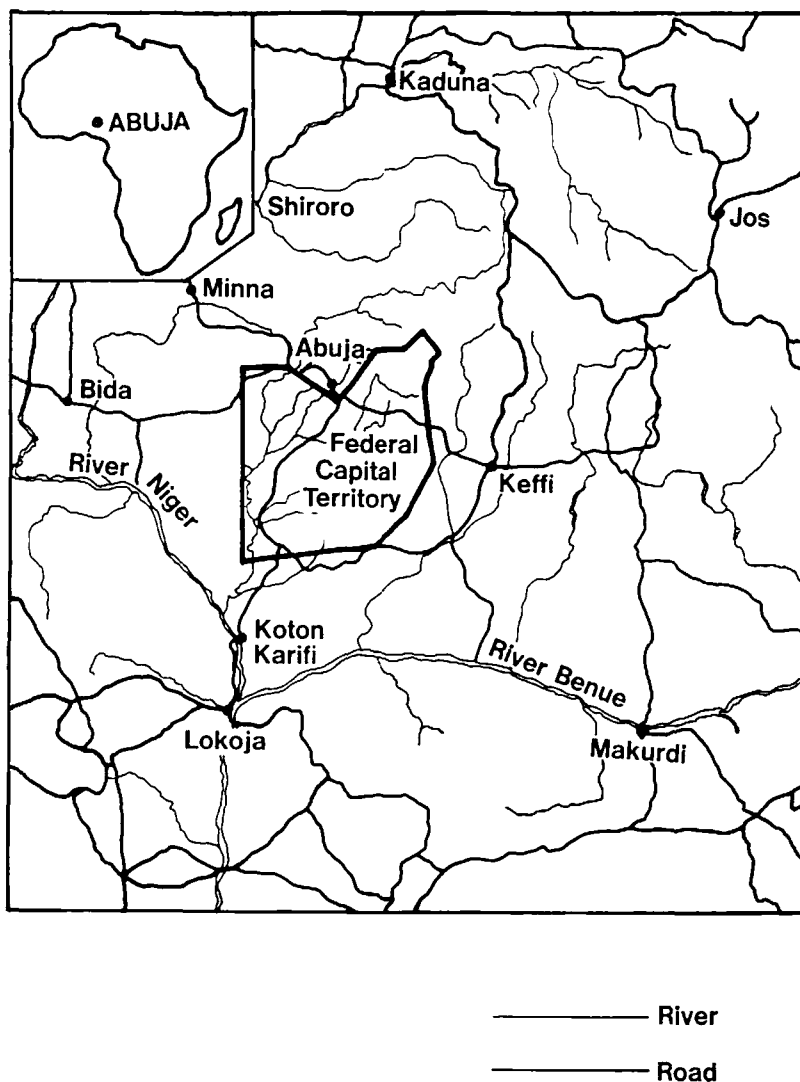 ABUJA
Kaduna
Shiroro
Jos
Minna
Abuja
Bida
Federal
Capital
Territory
River
Niger
Keffi
Koton
Karifi
River Benue
Lokoja
Makurdi
River
Road